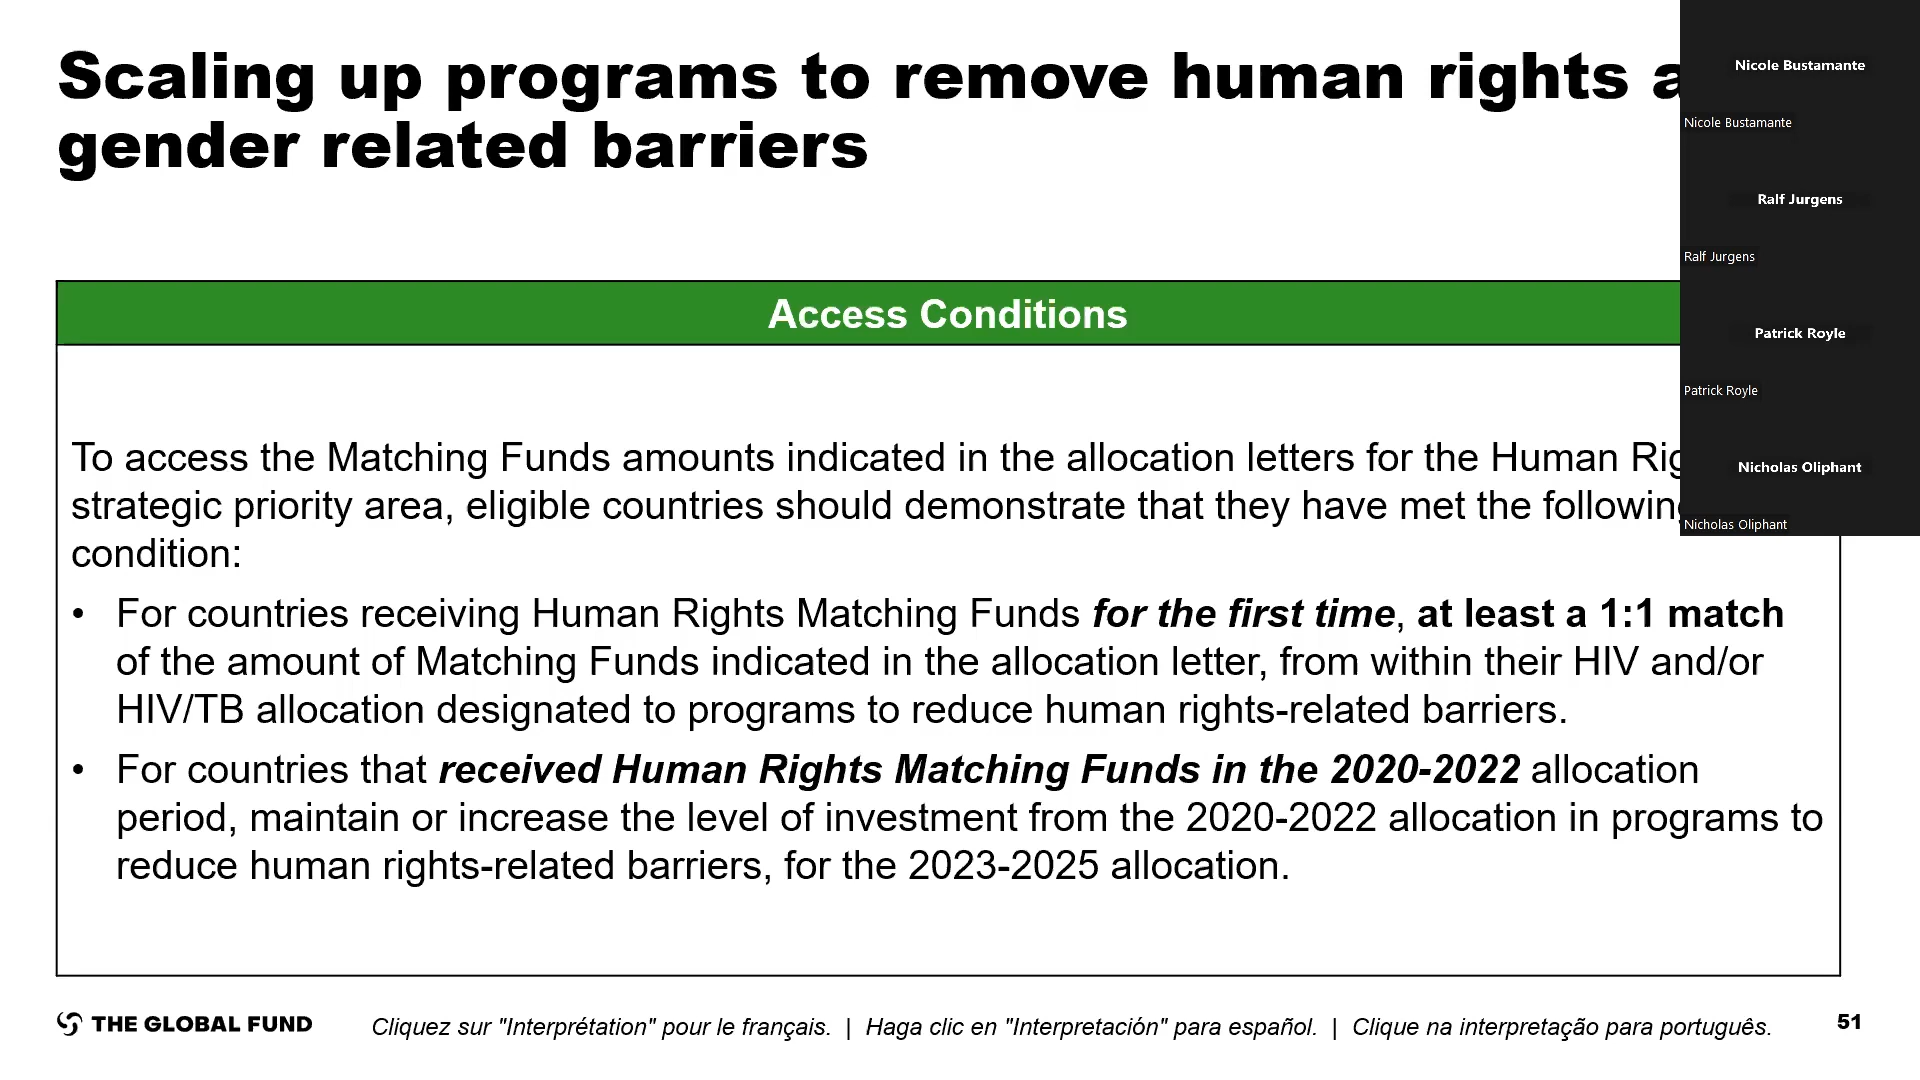 Scaling up programs to remove human rights
gender related barriers
Access Conditions
To access the Matching Funds amounts indicated in the allocation letters for the Human
strategic priority area, eligible countries should demonstrate that they have met the following
condition:
• For countries receiving Human Rights Matching Funds for the first time, at least a 1:1 match
of the amount of Matching Funds indicated in the allocation letter, from within their HIV and/or
HIV/TB allocation designated to programs to reduce human rights-related barriers.
• For countries that received Human Rights Matching Funds in the 2020-2022 allocation
period, maintain or increase the level of investment from the 2020-2022 allocation in programs to
reduce human rights-related barriers, for the 2023-2025 allocation.
THE GLOBAL FUND
Cliquez sur "Interprétation" pour le français. | Haga clic en "Interpretación" para español. | Clique na interpretação para português.
51
Nicole Bustamante
Nicole Bustamante
Ralf Jurgens
Ralf Jurgens
Patrick Royle
Patrick Royle
Nicholas Oliphant
Nicholas Oliphant